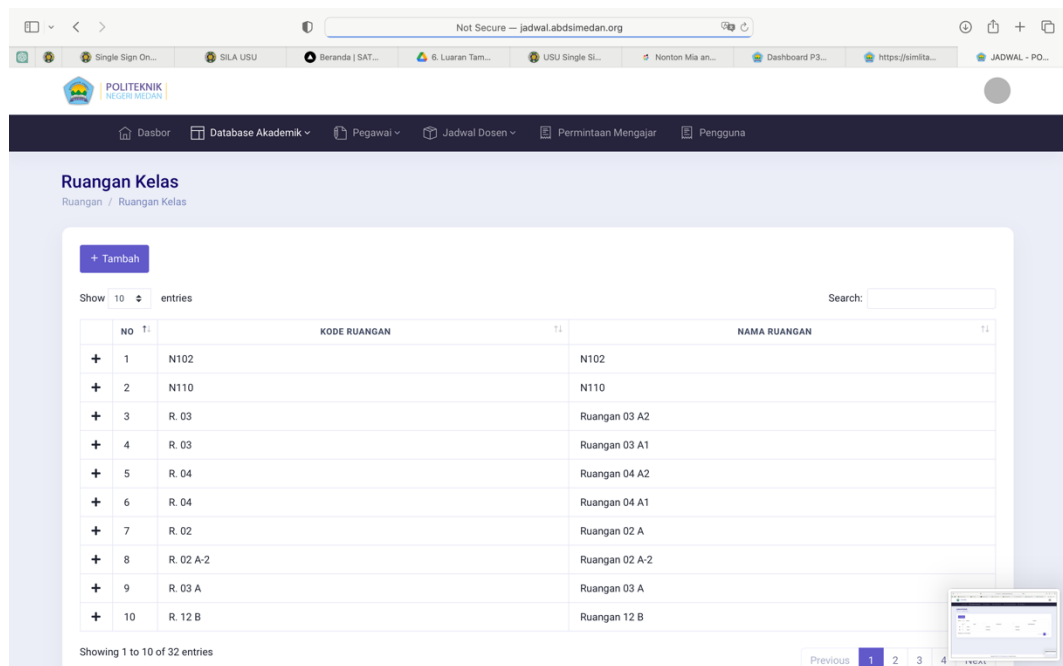 Not Secure — jadwal.abdsimedan.org
Single Sign On... SILA USU Beranda | SAT... 6. Luaran Tam... USU Single Si... Nonton Mia an... Dashboard P3... https://simlita... JADWAL - PO...
POLITEKNIK
NEGERI MEDAN
Dasbor Database Akademik Pegawai Jadwal Dosen Permintaan Mengajar Pengguna
Ruangan Kelas
Ruangan / Ruangan Kelas
+ Tambah
Show 10 entries Search:
NO KODE RUANGAN NAMA RUANGAN
+ 1 N102 N102
+ 2 N110 N110
+ 3 R. 03 Ruangan 03 A2
+ 4 R. 03 Ruangan 03 A1
+ 5 R. 04 Ruangan 04 A2
+ 6 R. 04 Ruangan 04 A1
+ 7 R. 02 Ruangan 02 A
+ 8 R. 02 A-2 Ruangan 02 A-2
+ 9 R. 03 A Ruangan 03 A
+ 10 R. 12 B Ruangan 12 B
Showing 1 to 10 of 32 entries Previous 1 2 3 4 Next